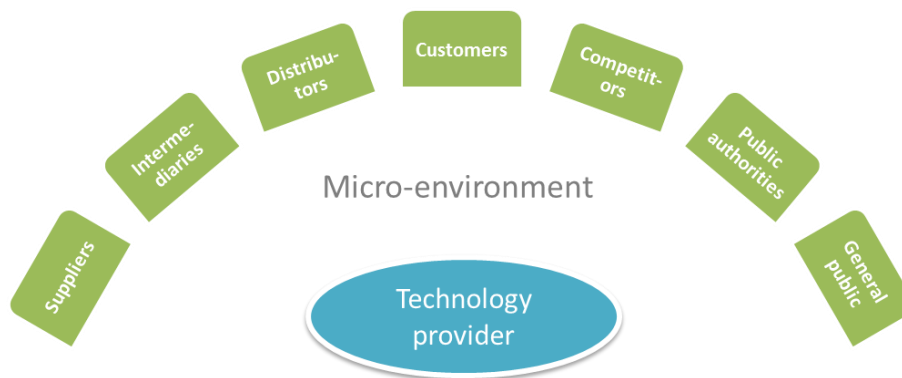 Suppliers
Interme-
diaries
Distribu-
tors
Customers
Competit-
ors
Public
authorities
General
public
Micro-environment
Technology
provider